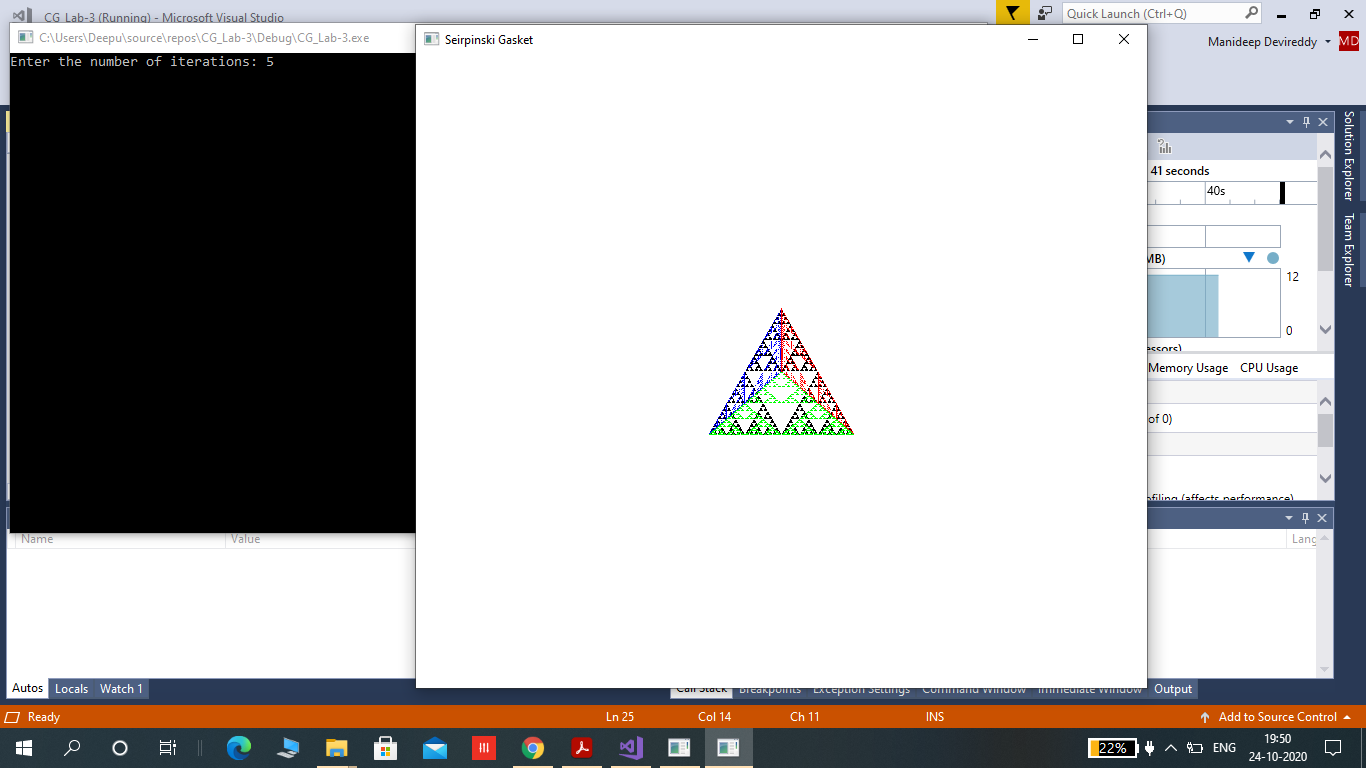 CG_Lab-3 (Running) - Microsoft Visual Studio
Quick Launch (Ctrl+Q)
C:\Users\Deepu\source\repos\CG_Lab-3\Debug\CG_Lab-3.exe
Seirpinski Gasket
Manideep Devireddy
MD
Enter the number of iterations: 5
Solution Explorer
Team Explorer
41 seconds
40s
MB)
12
0
Memory Usage
CPU Usage
of 0)
ofiling (affects performance)
Name
Value
Lang
Autos
Locals
Watch 1
Call Stack
Breakpoints
Exception Settings
Command Window
Immediate Window
Output
Ready
Ln 25
Col 14
Ch 11
INS
Add to Source Control
22%
ENG
19:50
24-10-2020